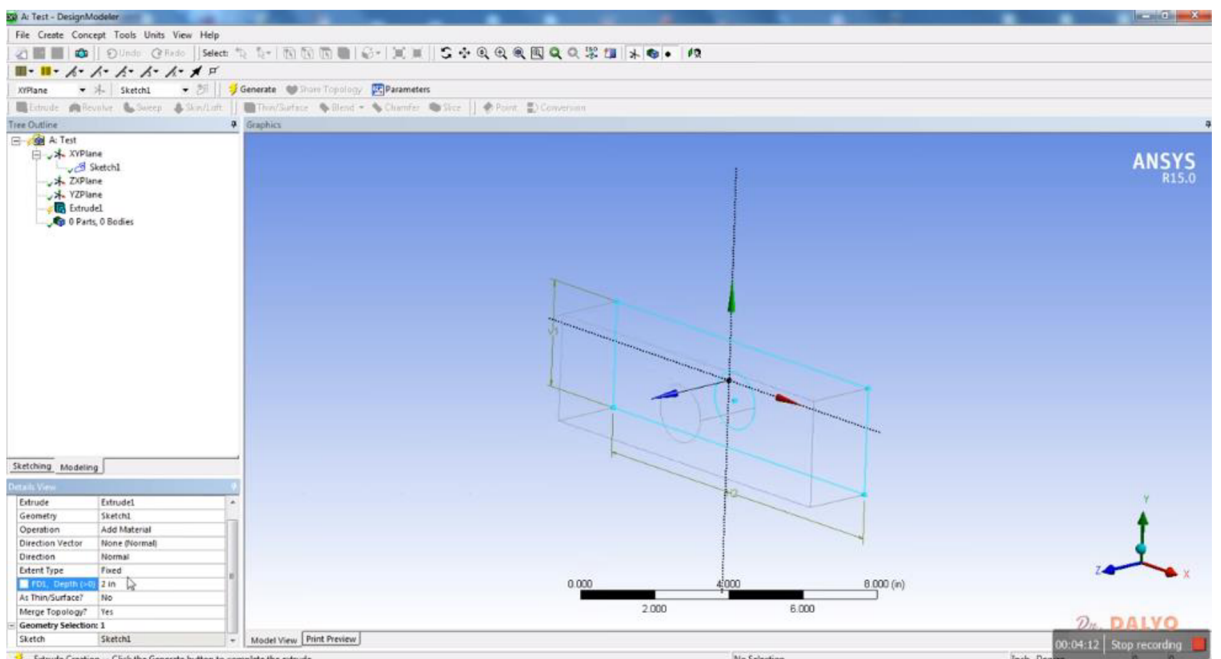 A: Test - DesignModeler
File Create Concept Tools Units View Help
Undo Redo Select:
XYPlane Sketch1 Generate Share Topology Parameters
Extrude Revolve Sweep Skin/Loft Thin/Surface Blend Chamfer Slice Point Conversion
Tree Outline
Graphics
A: Test
XYPlane
Sketch1
ZXPlane
YZPlane
Extrude1
0 Parts, 0 Bodies
ANSYS
R15.0
Sketching Modeling
Details View
Extrude Extrude1
Geometry Sketch1
Operation Add Material
Direction Vector None (Normal)
Direction Normal
Extent Type Fixed
FD1, Depth (>0) 2 in
As Thin/Surface? No
Merge Topology? Yes
Geometry Selection: 1
Sketch Sketch1
0.000 4.000 8.000 (in)
2.000 6.000
Y
Z X
Model View Print Preview
Dr. DALYO
00:04:12 Stop recording
Extrude Creation -- Click the Generate button to complete the extrude No Selection